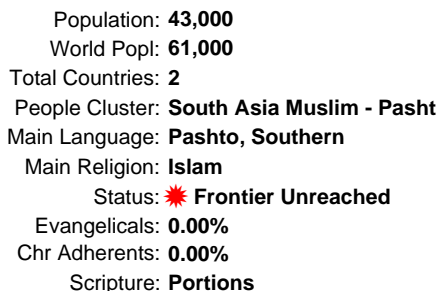 Population: 43,000
World Popl: 61,000
Total Countries: 2
People Cluster: South Asia Muslim - Pasht
Main Language: Pashto, Southern
Main Religion: Islam
Status: Frontier Unreached
Evangelicals: 0.00%
Chr Adherents: 0.00%
Scripture: Portions